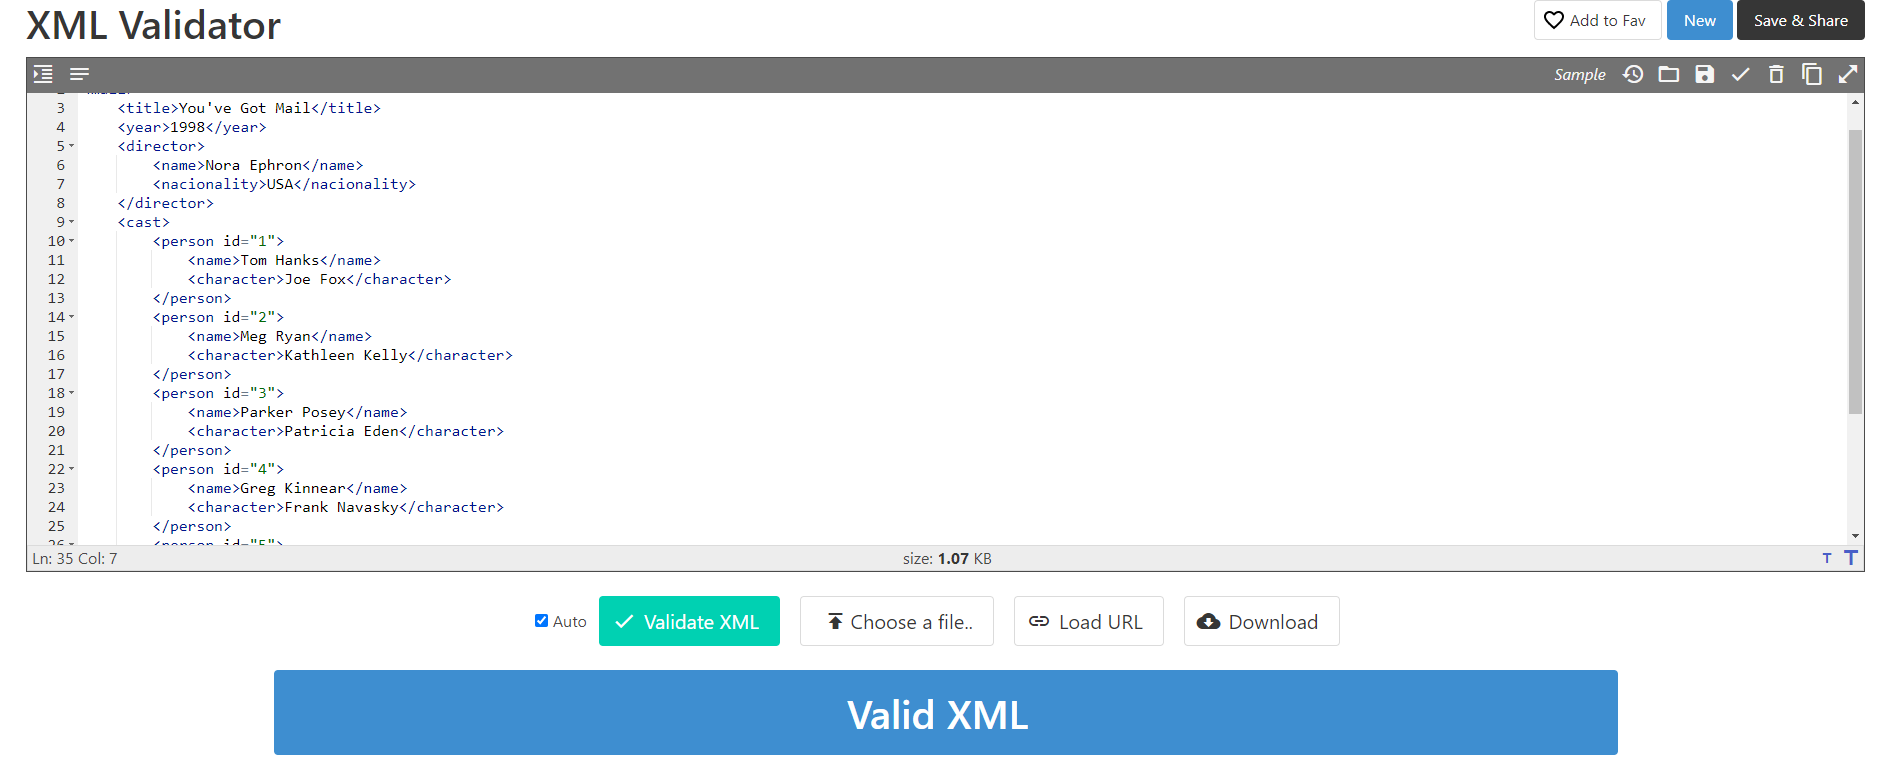 XML Validator
Add to Fav New Save & Share
Sample
3 <title>You've Got Mail</title>
4 <year>1998</year>
5 <director>
6 <name>Nora Ephron</name>
7 <nacionality>USA</nacionality>
8 </director>
9 <cast>
10 <person id="1">
11 <name>Tom Hanks</name>
12 <character>Joe Fox</character>
13 </person>
14 <person id="2">
15 <name>Meg Ryan</name>
16 <character>Kathleen Kelly</character>
17 </person>
18 <person id="3">
19 <name>Parker Posey</name>
20 <character>Patricia Eden</character>
21 </person>
22 <person id="4">
23 <name>Greg Kinnear</name>
24 <character>Frank Navasky</character>
25 </person>
26 <person id="5">
Ln: 35 Col: 7 size: 1.07 KB T T
Auto Validate XML Choose a file.. Load URL Download
Valid XML